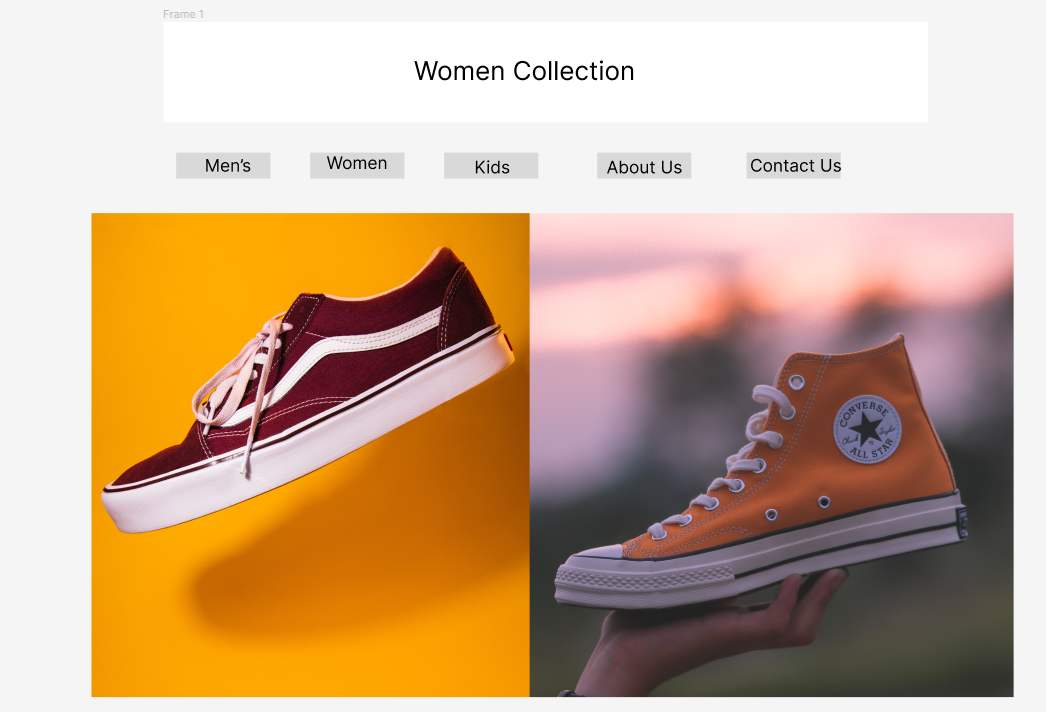 Frame 1
Women Collection
Men’s
Women
Kids
About Us
Contact Us
CONVERSE
ALL STAR